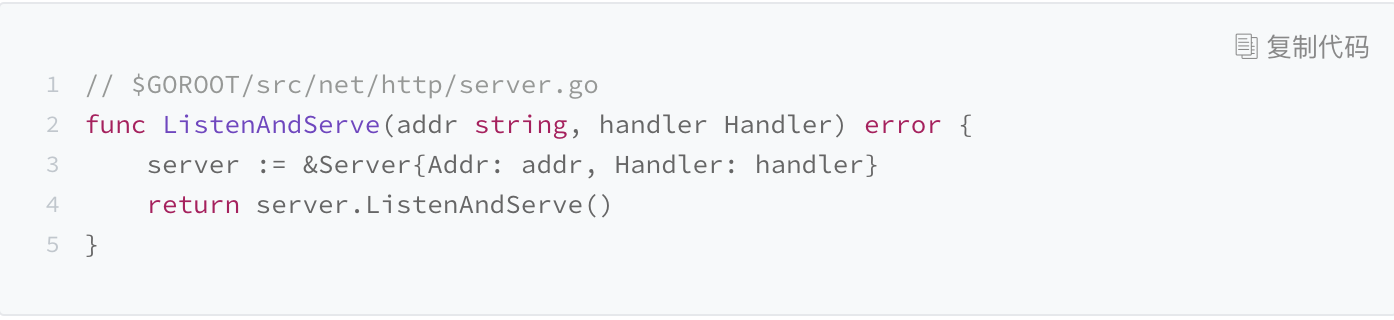 复制代码
1 // $GOROOT/src/net/http/server.go
2 func ListenAndServe(addr string, handler Handler) error {
3     server := &Server{Addr: addr, Handler: handler}
4     return server.ListenAndServe()
5 }